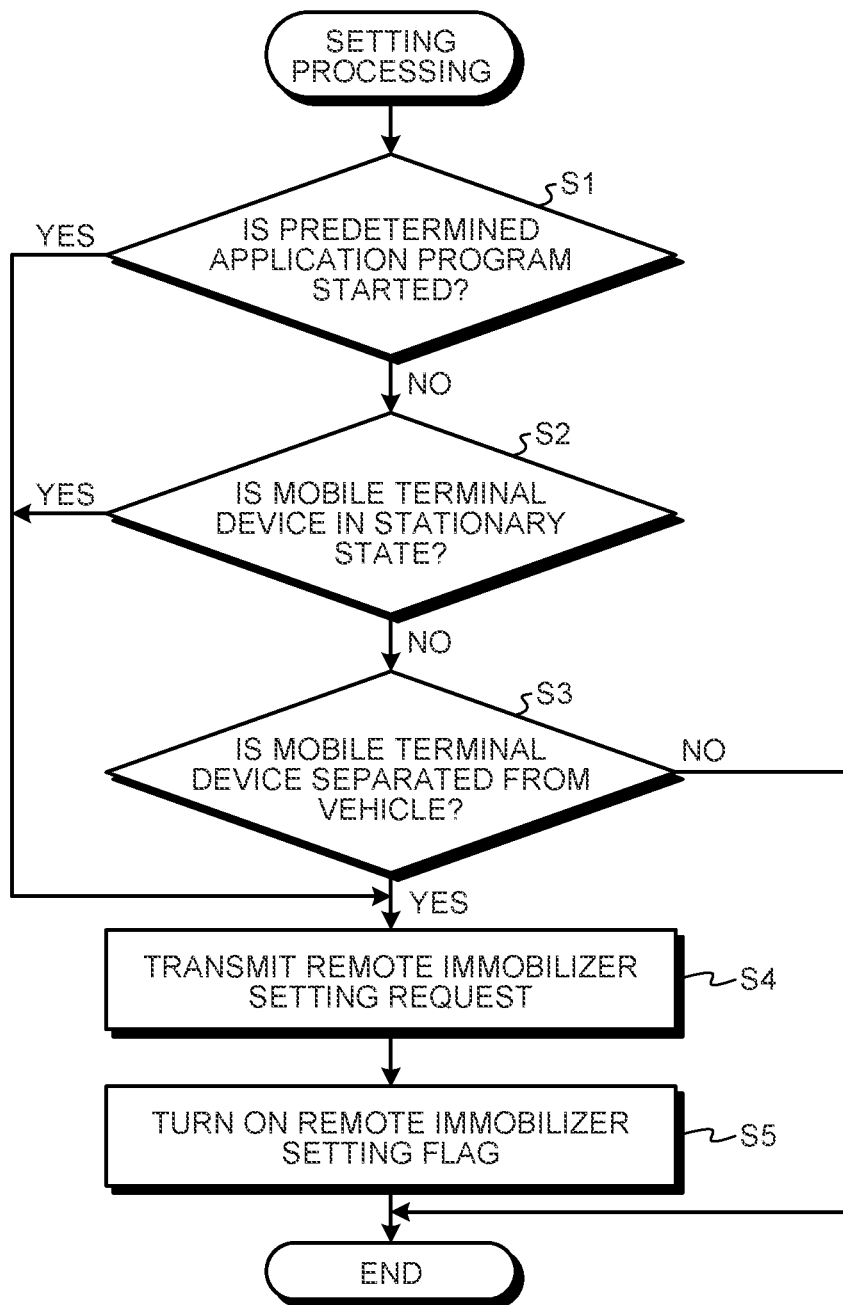 SETTING
PROCESSING
S1
YES
IS PREDETERMINED
APPLICATION PROGRAM
STARTED?
NO
S2
YES
IS MOBILE TERMINAL
DEVICE IN STATIONARY
STATE?
NO
S3
NO
IS MOBILE TERMINAL
DEVICE SEPARATED FROM
VEHICLE?
YES
TRANSMIT REMOTE IMMOBILIZER
SETTING REQUEST
S4
TURN ON REMOTE IMMOBILIZER
SETTING FLAG
S5
END